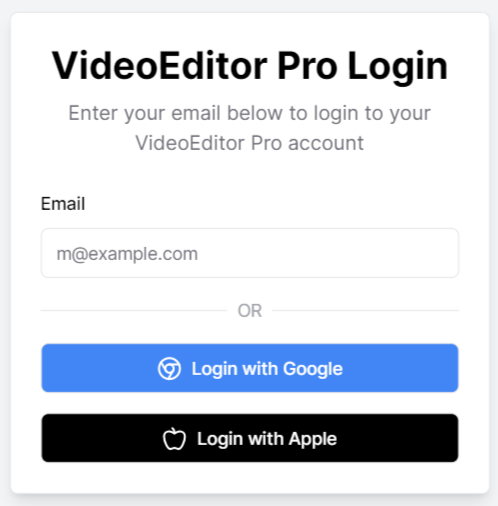 VideoEditor Pro Login
Enter your email below to login to your
VideoEditor Pro account
Email
m@example.com
OR
Login with Google
Login with Apple